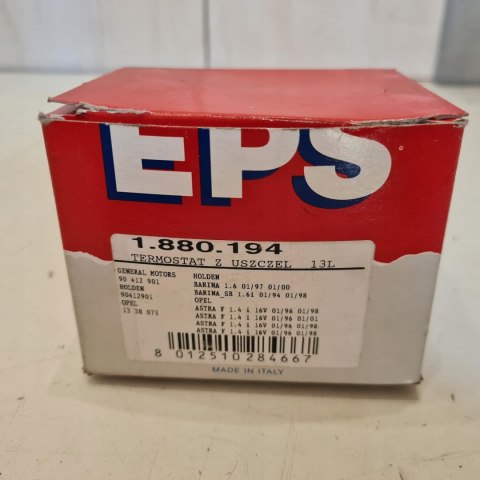 EPS
1.880.194
TERMOSTAT Z USZCZEL 13L
GENERAL MOTORS
90 412 901
HOLDEN
90412901
OPEL
13 38 073
HOLDEN
BARINA 1.6 01/97 01/00
BARINA_SB 1.6i 01/94 01/98
OPEL
ASTRA F 1.4 i 16V 01/96 01/98
ASTRA F 1.4 i 16V 01/96 01/01
ASTRA F 1.4 i 16V 01/96 01/98
ASTRA F 1.4 i 16V 01/96 01/98
8 012510 284667
MADE IN ITALY